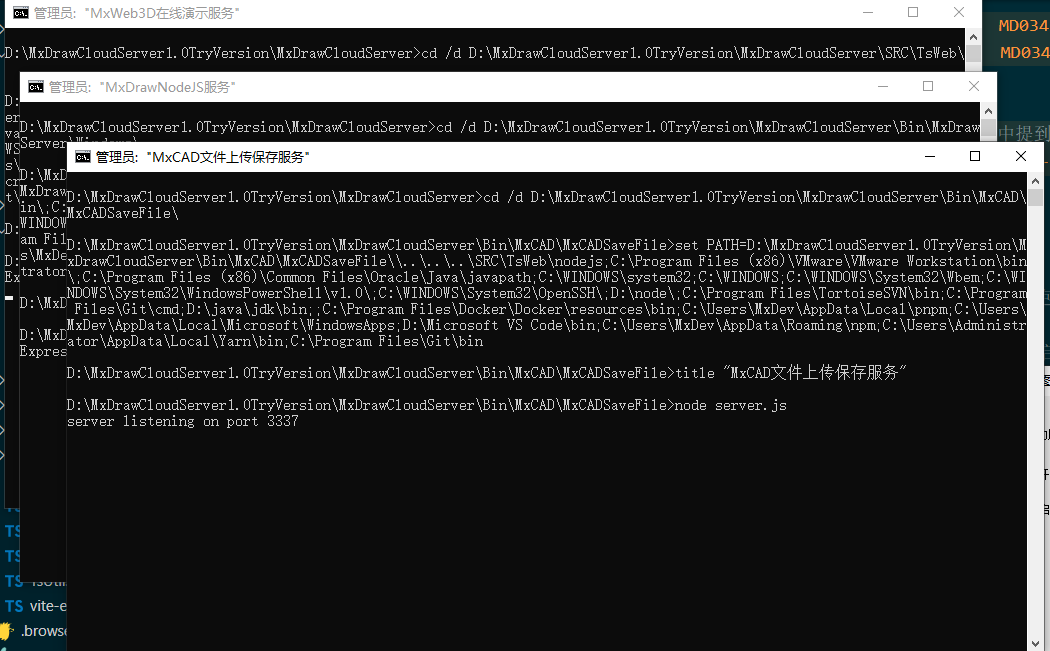 管理员: "MxWeb3D在线演示服务"
MD034
MD034
D:\MxDrawCloudServer1.0TryVersion\MxDrawCloudServer>cd /d D:\MxDrawCloudServer1.0TryVersion\MxDrawCloudServer\SRC\TsWeb\
管理员: "MxDrawNodeJS服务"
D:\MxDrawCloudServer1.0TryVersion\MxDrawCloudServer>cd /d D:\MxDrawCloudServer1.0TryVersion\MxDrawCloudServer\Bin\MxDraw
中提到
管理员: "MxCAD文件上传保存服务"
D:\MxDrawCloudServer1.0TryVersion\MxDrawCloudServer>cd /d D:\MxDrawCloudServer1.0TryVersion\MxDrawCloudServer\Bin\MxCAD\
MxCADSaveFile\
D:\MxDrawCloudServer1.0TryVersion\MxDrawCloudServer\Bin\MxCAD\MxCADSaveFile>set PATH=D:\MxDrawCloudServer1.0TryVersion\M
xDrawCloudServer\Bin\MxCAD\MxCADSaveFile\\..\..\..\SRC\TsWeb\nodejs;C:\Program Files (x86)\VMware\VMware Workstation\bin
\;C:\Program Files (x86)\Common Files\Oracle\Java\javapath;C:\WINDOWS\system32;C:\WINDOWS;C:\WINDOWS\System32\Wbem;C:\WI
NDOWS\System32\WindowsPowerShell\v1.0\;C:\WINDOWS\System32\OpenSSH\;D:\node\;C:\Program Files\TortoiseSVN\bin;C:\Program
Files\Git\cmd;D:\java\jdk\bin;;C:\Program Files\Docker\Docker\resources\bin;C:\Users\MxDev\AppData\Local\pnpm;C:\Users\
MxDev\AppData\Local\Microsoft\WindowsApps;D:\Microsoft VS Code\bin;C:\Users\MxDev\AppData\Roaming\npm;C:\Users\Administr
ator\AppData\Local\Yarn\bin;C:\Program Files\Git\bin
D:\MxDrawCloudServer1.0TryVersion\MxDrawCloudServer\Bin\MxCAD\MxCADSaveFile>title "MxCAD文件上传保存服务"
D:\MxDrawCloudServer1.0TryVersion\MxDrawCloudServer\Bin\MxCAD\MxCADSaveFile>node server.js
server listening on port 3337
TS
TS
TS
TS vite-e
.browse